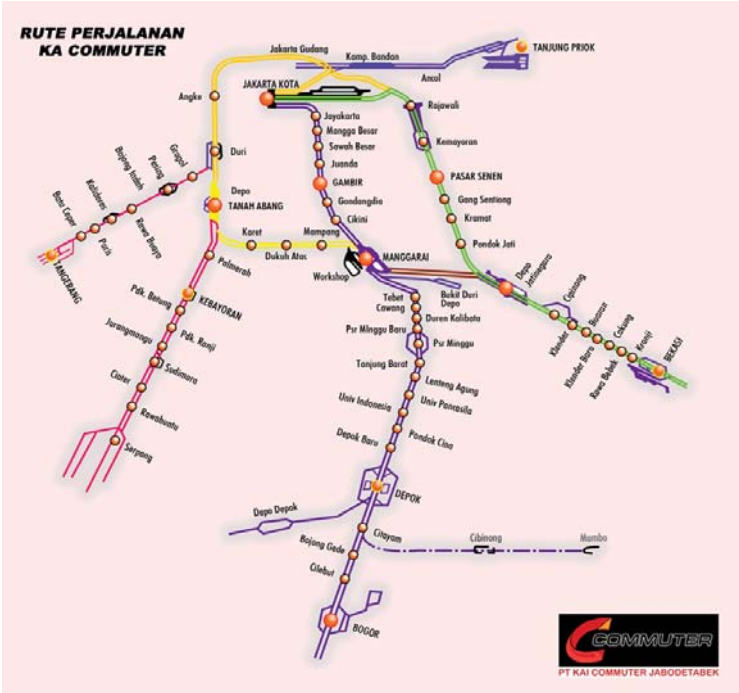 RUTE PERJALANAN
KA COMMUTER
Jakarta Gudang
Kamp. Bandan
TANJUNG PRIOK
Ancol
JAKARTA KOTA
Angke
Rajawali
Jayakarta
Mangga Besar
Kemayoran
Sawah Besar
Grogol
Pesing
Bojong Indah
Kalideres
Batu Ceper
Duri
Juanda
PASAR SENEN
GAMBIR
Depo
TANAH ABANG
Gondangdia
Gang Sentiong
Rawa Buaya
Poris
Cikini
Kramat
Karet
Mampang
Pondok Jati
Dukuh Atas
MANGGARAI
TANGERANG
Palmerah
Workshop
Bukit Duri
Depo
Depo
Jatinegara
Cipinang
Pdk. Betung
KEBAYORAN
Tebet
Cawang
Duren Kalibata
Buaran
Cakung
Kranji
BEKASI
Klender
Klender Baru
Rawa Bebek
Jurangmangu
Pdk. Ranji
Psr Minggu Baru
Psr Minggu
Sudimara
Tanjung Barat
Ciater
Lenteng Agung
Univ Indonesia
Univ Pancasila
Rawabuntu
Depok Baru
Pondok Cina
Serpong
DEPOK
Depo Depok
Citayam
Cibinong
Nambo
Bojong Gede
Cilebut
BOGOR
COMMUTER
PT KAI COMMUTER JABODETABEK